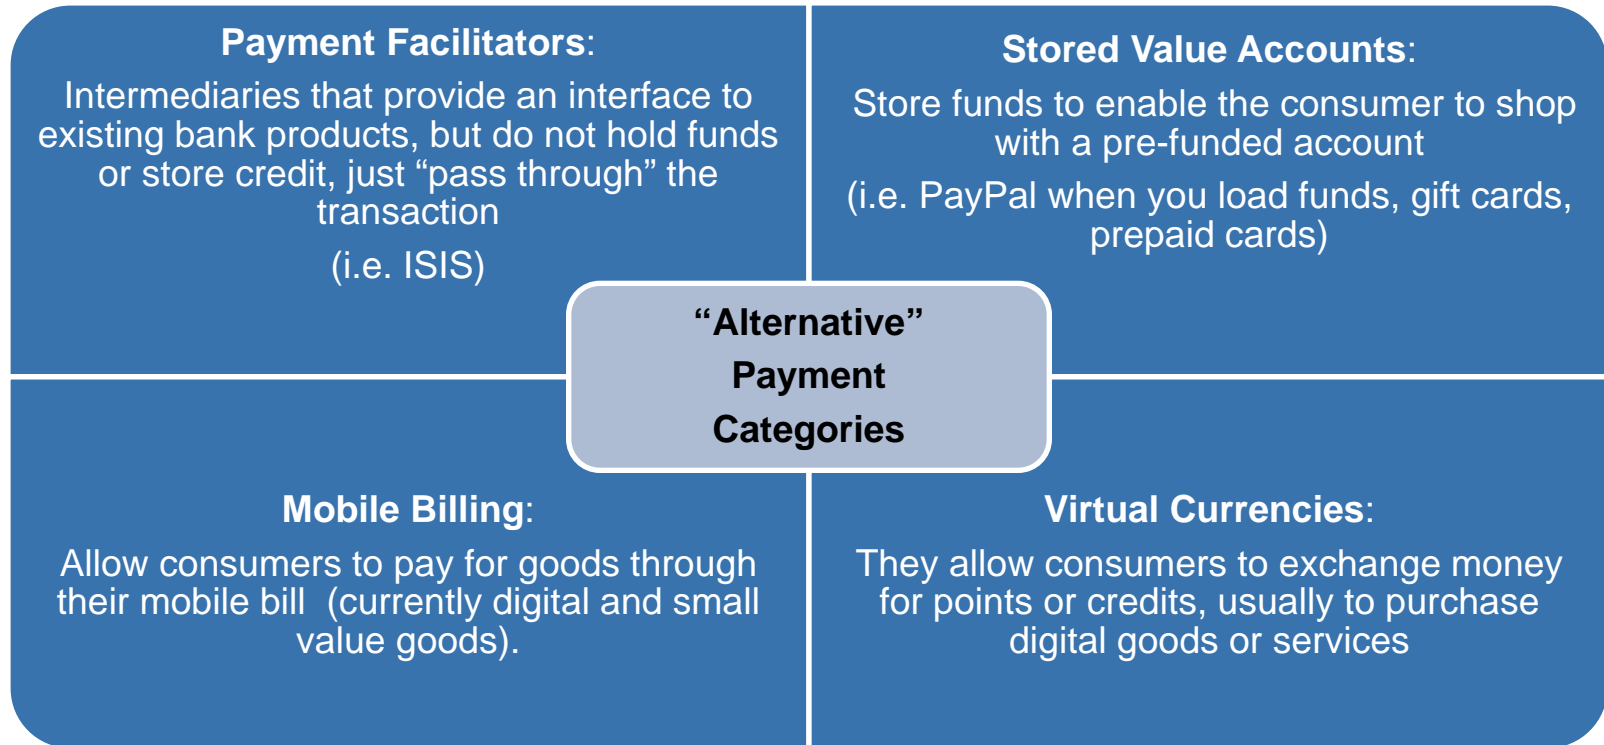 Payment Facilitators:
Intermediaries that provide an interface to
existing bank products, but do not hold funds
or store credit, just “pass through” the
transaction
(i.e. ISIS)
Stored Value Accounts:
Store funds to enable the consumer to shop
with a pre-funded account
(i.e. PayPal when you load funds, gift cards,
prepaid cards)
“Alternative”
Payment
Categories
Mobile Billing:
Allow consumers to pay for goods through
their mobile bill  (currently digital and small
value goods).
Virtual Currencies:
They allow consumers to exchange money
for points or credits, usually to purchase
digital goods or services